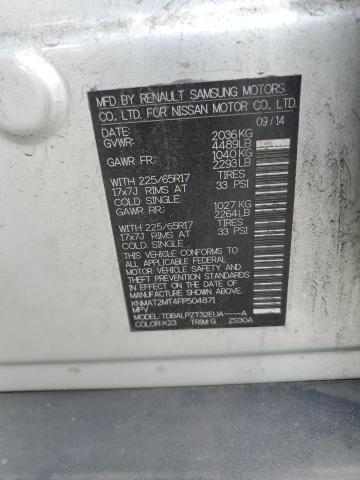 MFD BY RENAULT SAMSUNG MOTORS
CO., LTD. FOR NISSAN MOTOR CO., LTD.
DATE: 09/14
GVWR: 2036KG
4489LB
GAWR FR: 1040KG
2293LB
WITH 225/65R17 TIRES
17x7J RIMS AT 33 PSI
COLD SINGLE
GAWR RR: 1027KG
2264LB
WITH 225/65R17 TIRES
17x7J RIMS AT 33 PSI
COLD SINGLE
THIS VEHICLE CONFORMS TO ALL
APPLICABLE U.S. FEDERAL MOTOR
VEHICLE SAFETY STANDARDS IN
EFFECT ON THE DATE OF
MANUFACTURE SHOWN ABOVE.
KNMAT2MT4FP504871
MPV
MODEL: TDBALPZT32EUA----A
COLOR: K23 TRIM: G ZS30A